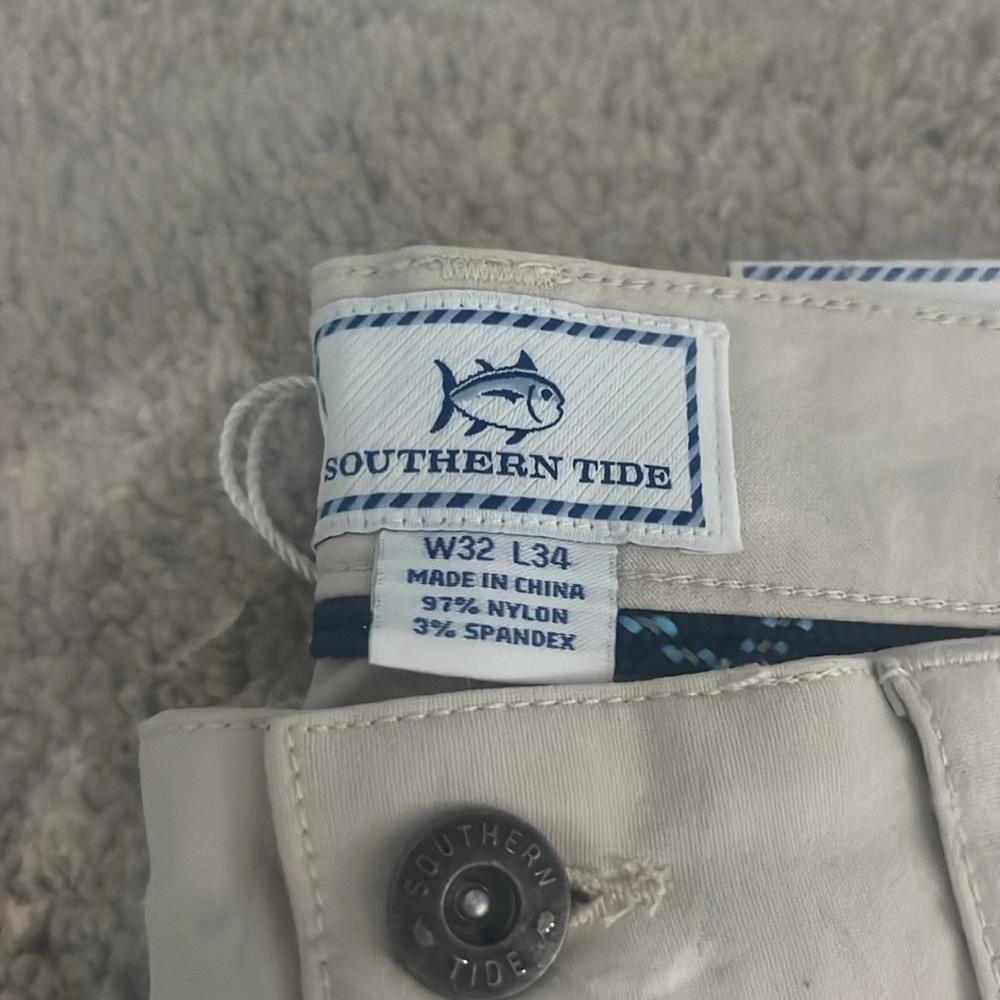 SOUTHERN TIDE
W32 L34
MADE IN CHINA
97% NYLON
3% SPANDEX
SOUTHERN
TIDE